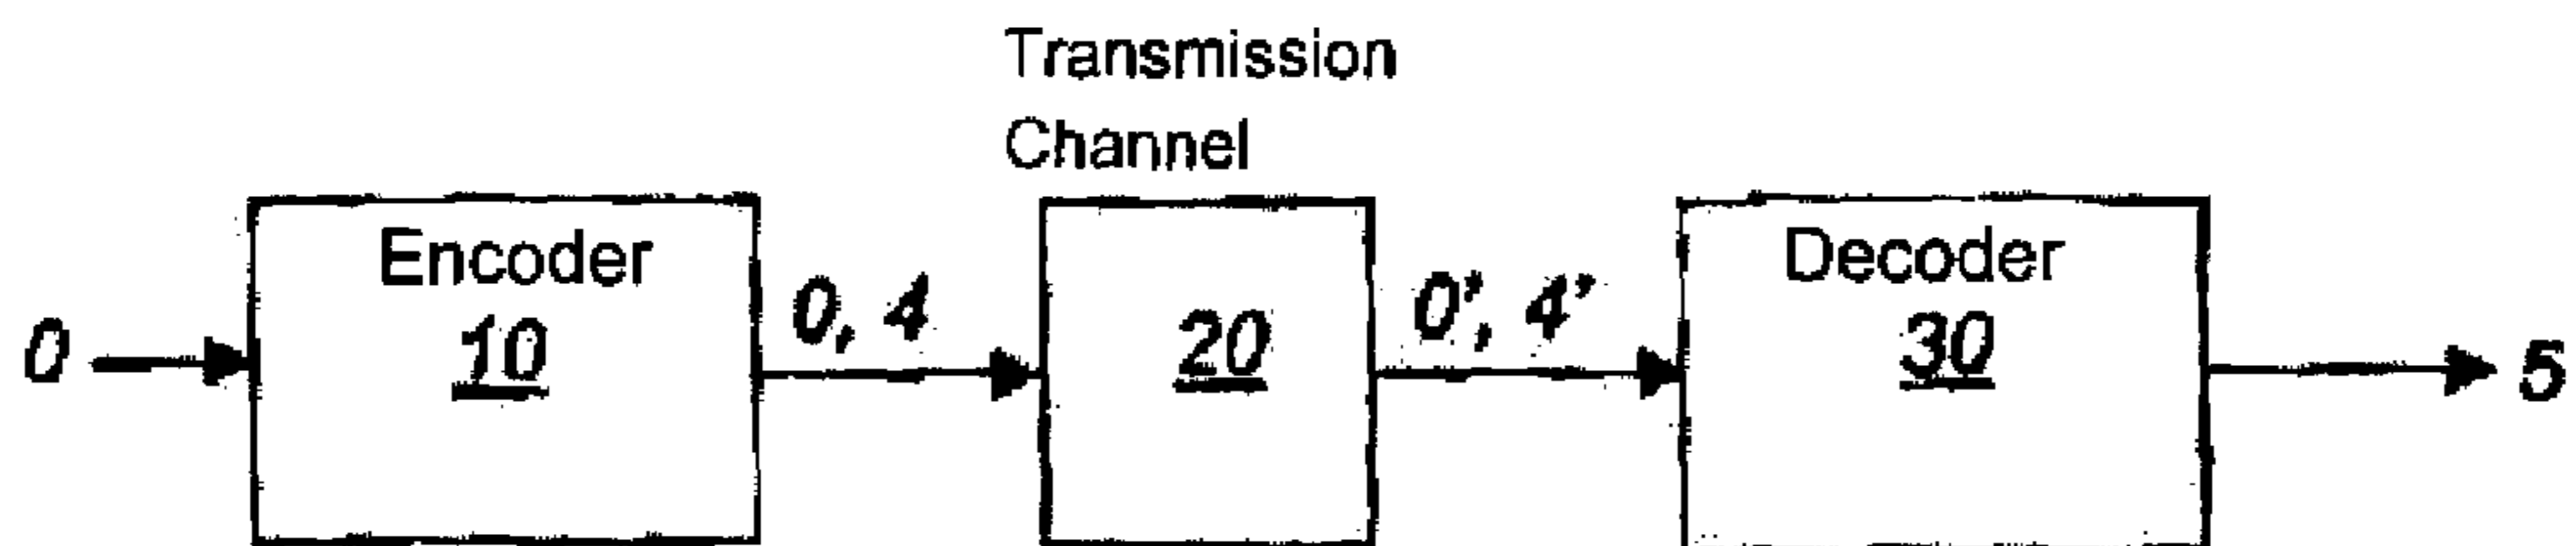 Transmission
Channel
Encoder
Decoder
0
10
0, 4
20
0', 4'
30
5